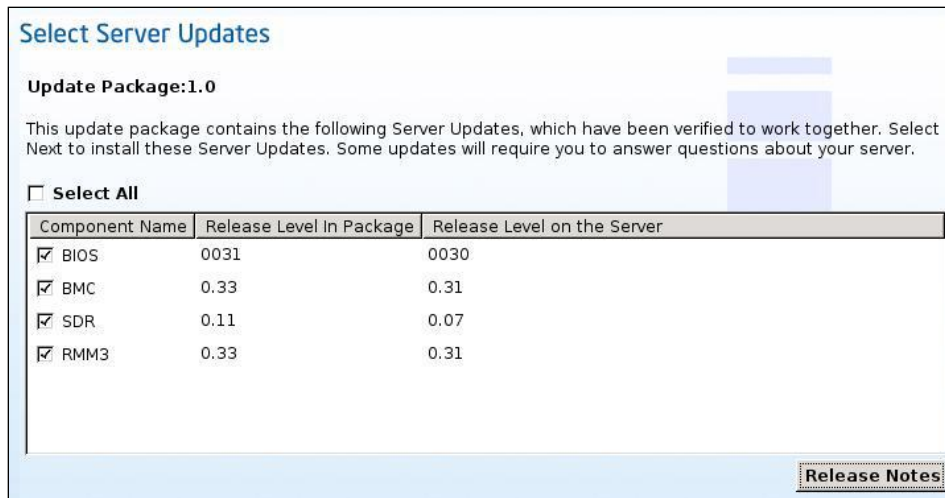 Select Server Updates
Update Package:1.0
This update package contains the following Server Updates, which have been verified to work together. Select
Next to install these Server Updates. Some updates will require you to answer questions about your server.
Select All
Component Name Release Level In Package Release Level on the Server
BIOS 0031 0030
BMC 0.33 0.31
SDR 0.11 0.07
RMM3 0.33 0.31
Release Notes